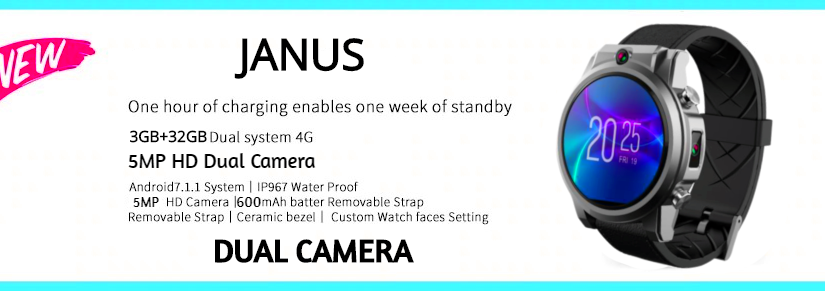 NEW
JANUS
One hour of charging enables one week of standby
3GB+32GB Dual system 4G
5MP HD Dual Camera
Android7.1.1 System | IP967 Water Proof
5MP HD Camera |600mAh batter Removable Strap
Removable Strap | Ceramic bezel | Custom Watch faces Setting
DUAL CAMERA
20 25
FRI 19